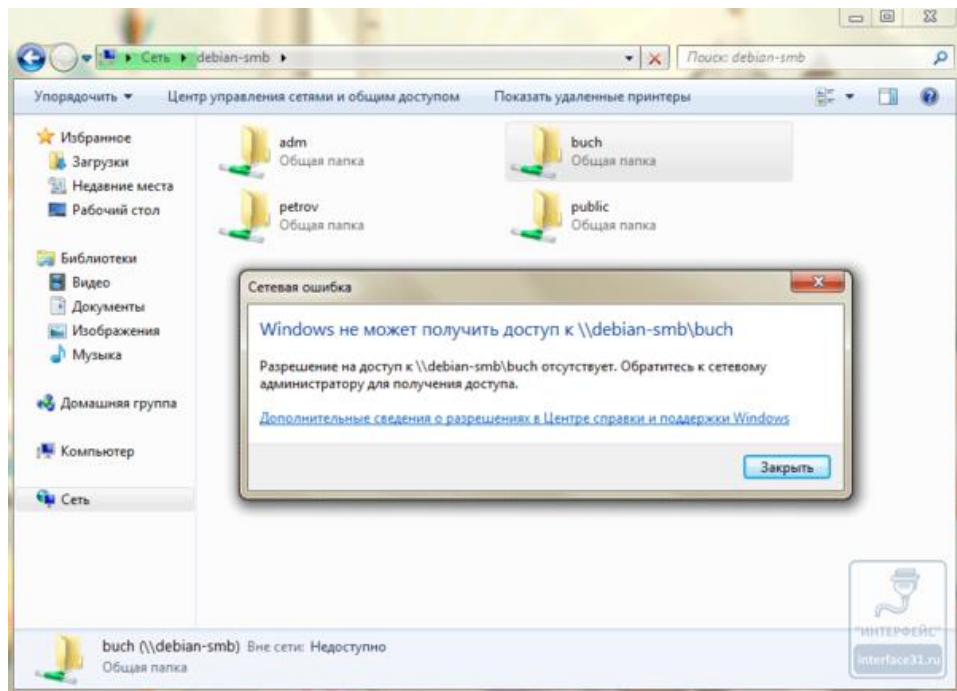 Сеть debian-smb
Поиск: debian-smb
Упорядочить Центр управления сетями и общим доступом Показать удаленные принтеры
Избранное
Загрузки
Недавние места
Рабочий стол
Библиотеки
Видео
Документы
Изображения
Музыка
Домашняя группа
Компьютер
Сеть
adm
Общая папка
buch
Общая папка
petrov
Общая папка
public
Общая папка
Сетевая ошибка
Windows не может получить доступ к \\debian-smb\buch
Разрешение на доступ к \\debian-smb\buch отсутствует. Обратитесь к сетевому
администратору для получения доступа.
Дополнительные сведения о разрешениях в Центре справки и поддержки Windows
Закрыть
buch (\\debian-smb) Вне сети: Недоступно
Общая папка
"ИНТЕРФЕЙС"
interface31.ru